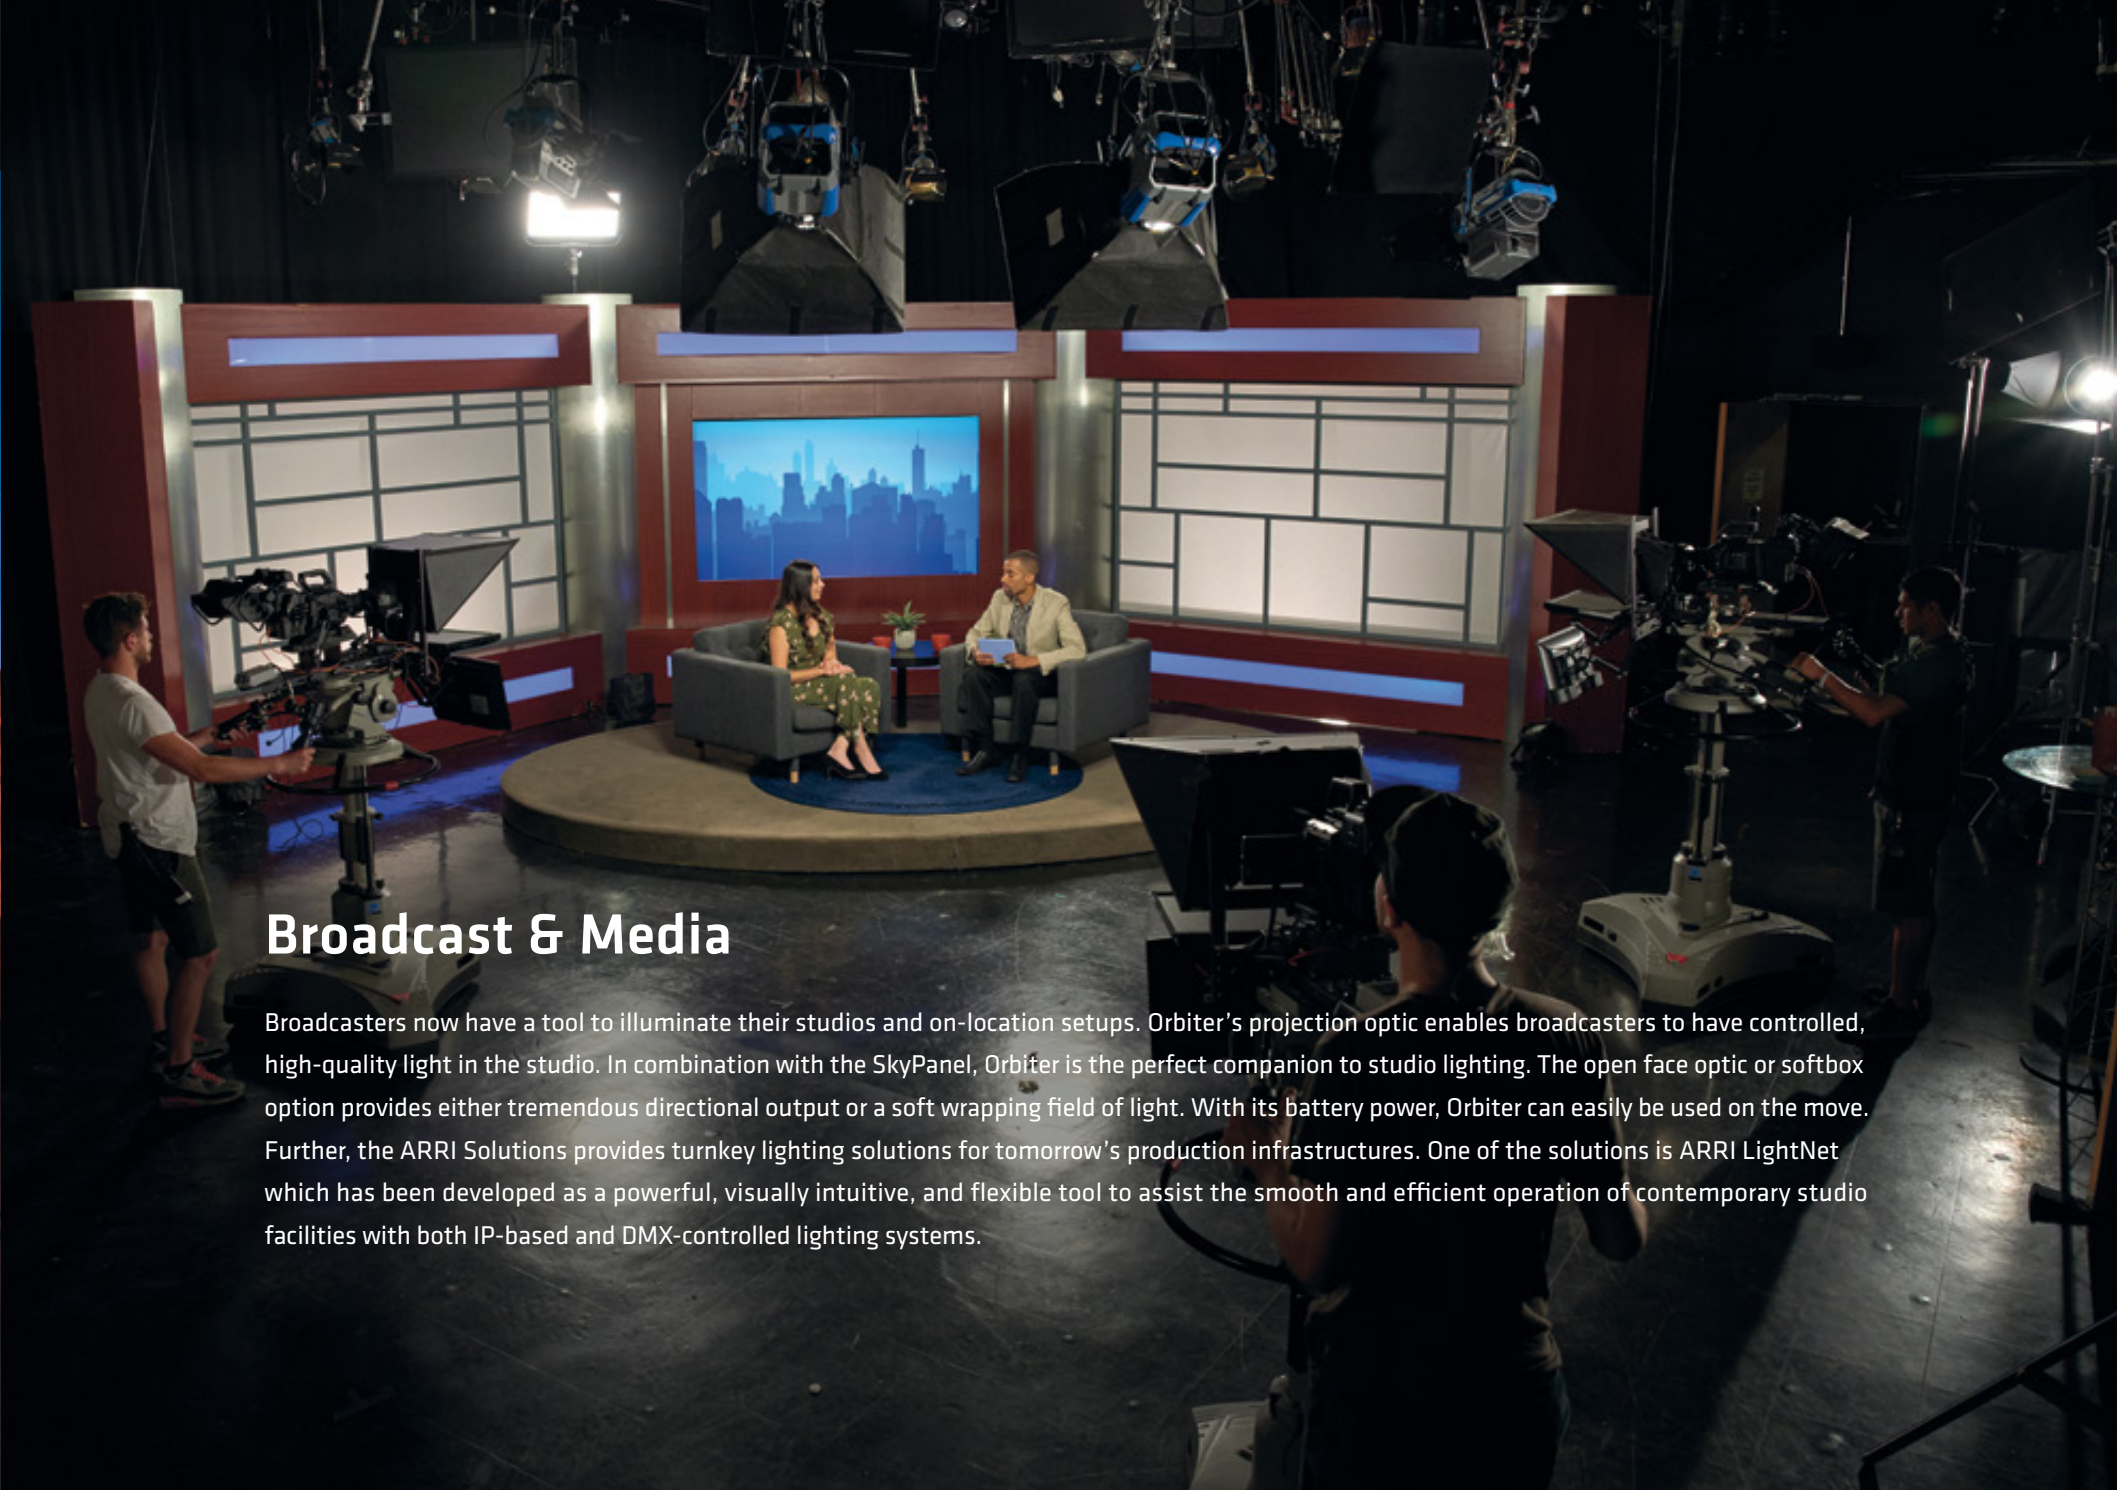 Broadcast & Media
Broadcasters now have a tool to illuminate their studios and on-location setups. Orbiter’s projection optic enables broadcasters to have controlled,
high-quality light in the studio. In combination with the SkyPanel, Orbiter is the perfect companion to studio lighting. The open face optic or softbox
option provides either tremendous directional output or a soft wrapping field of light. With its battery power, Orbiter can easily be used on the move.
Further, the ARRI Solutions provides turnkey lighting solutions for tomorrow’s production infrastructures. One of the solutions is ARRI LightNet
which has been developed as a powerful, visually intuitive, and flexible tool to assist the smooth and efficient operation of contemporary studio
facilities with both IP-based and DMX-controlled lighting systems.